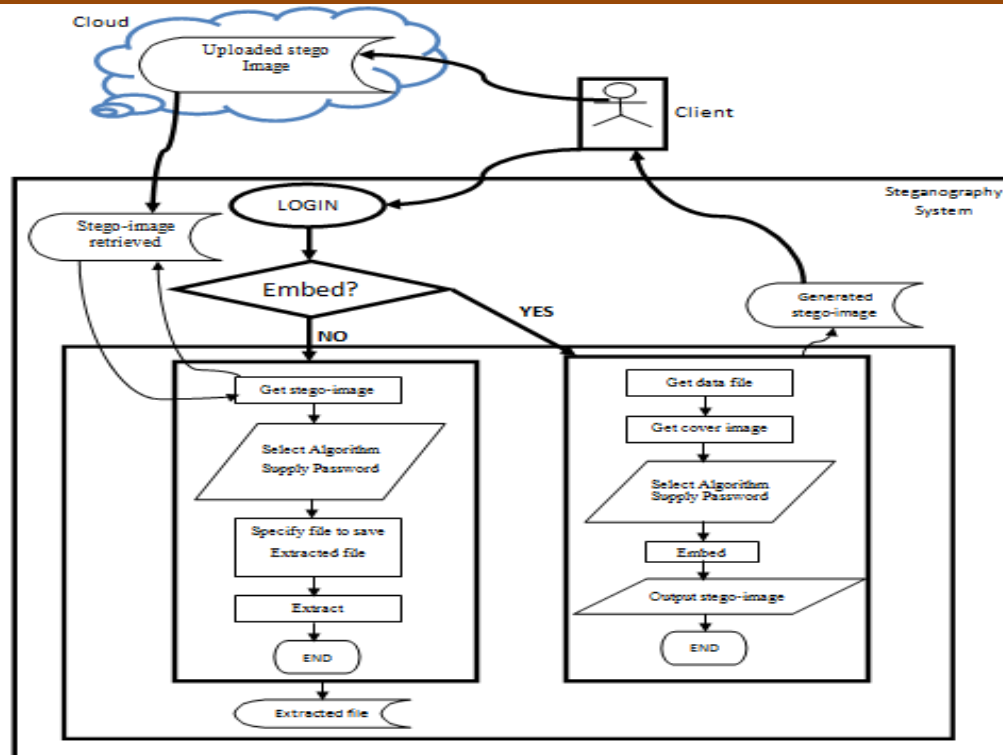 Cloud
Uploaded stego
Image
Client
Steganography
System
LOGIN
Stego-image
retrieved
Embed?
Generated
stego-image
YES
NO
Get stego-image
Select Algorithm
Supply Password
Specify file to save
Extracted file
Extract
END
Extracted file
Get data file
Get cover image
Select Algorithm
Supply Password
Embed
Output stego-image
END